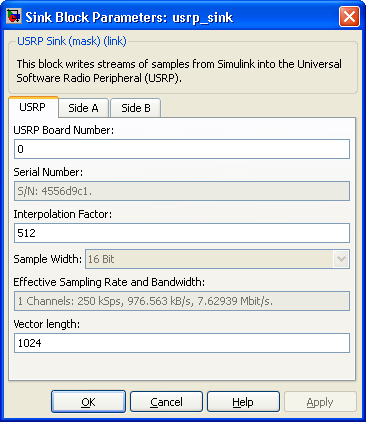 Sink Block Parameters: usrp_sink
USRP Sink (mask) (link)
This block writes streams of samples from Simulink into the Universal
Software Radio Peripheral (USRP).
USRP Side A Side B
USRP Board Number:
0
Serial Number:
S/N: 4556d9c1.
Interpolation Factor:
512
Sample Width: 16 Bit
Effective Sampling Rate and Bandwidth:
1 Channels: 250 kSps, 976.563 kB/s, 7.62939 Mbit/s.
Vector length:
1024
OK Cancel Help Apply